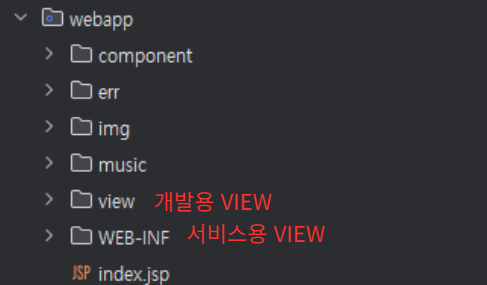 webapp
component
err
img
music
view 개발용 VIEW
WEB-INF 서비스용 VIEW
JSP index.jsp